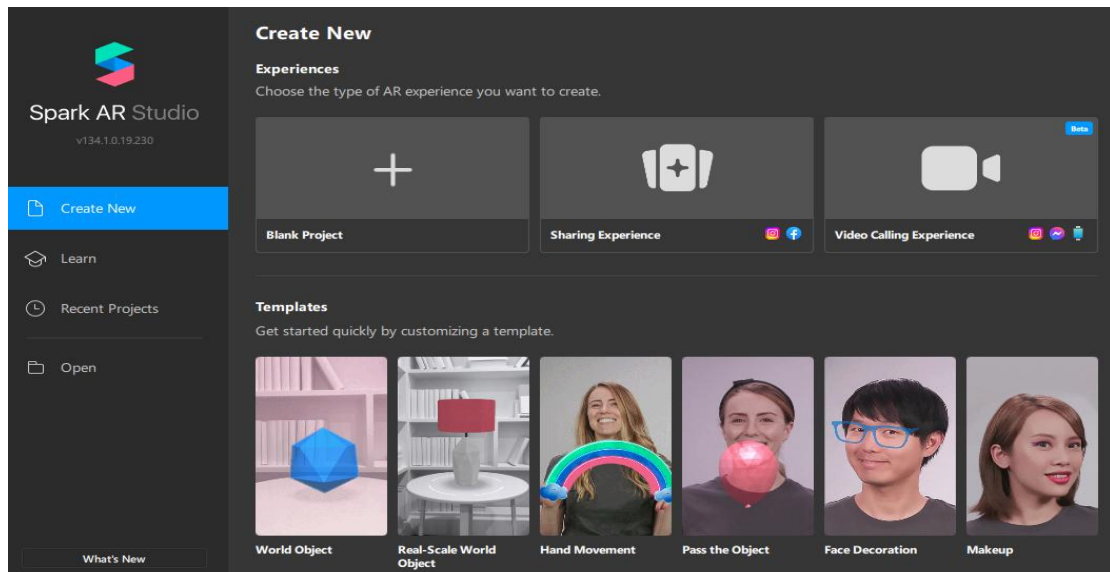 Spark AR Studio
v134.1.0.19.230
Create New
Learn
Recent Projects
Open
What's New
Create New
Experiences
Choose the type of AR experience you want to create.
Blank Project
Sharing Experience
Beta
Video Calling Experience
Templates
Get started quickly by customizing a template.
World Object
Real-Scale World
Object
Hand Movement
Pass the Object
Face Decoration
Makeup